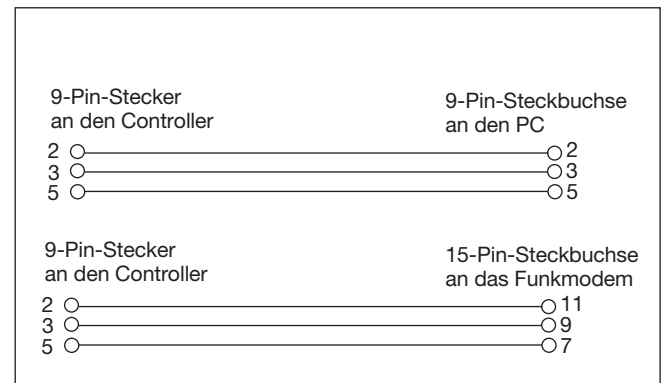 9-Pin-Stecker
an den Controller
9-Pin-Steckbuchse
an den PC
2 2
3 3
5 5
9-Pin-Stecker
an den Controller
15-Pin-Steckbuchse
an das Funkmodem
2 11
3 9
5 7